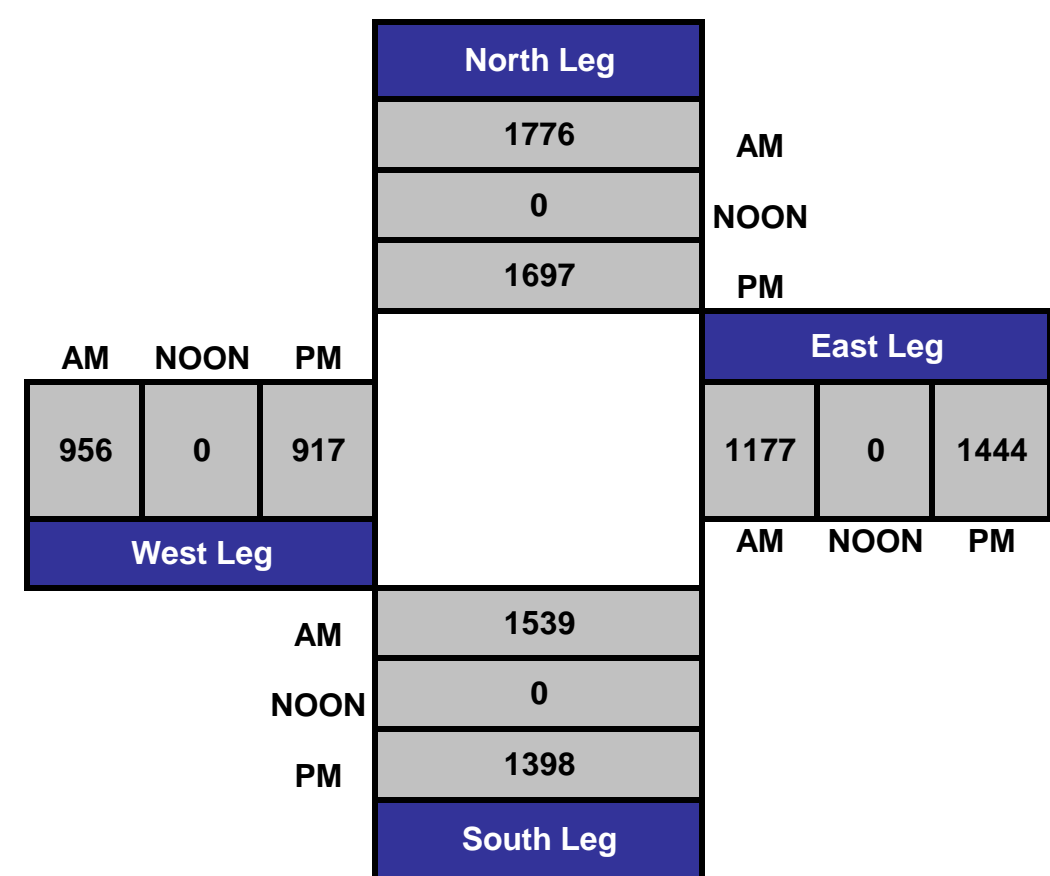 North Leg
1776 AM
0 NOON
1697 PM
East Leg
AM NOON PM
956 0 917
1177 0 1444
West Leg
AM NOON PM
AM 1539
NOON 0
PM 1398
South Leg